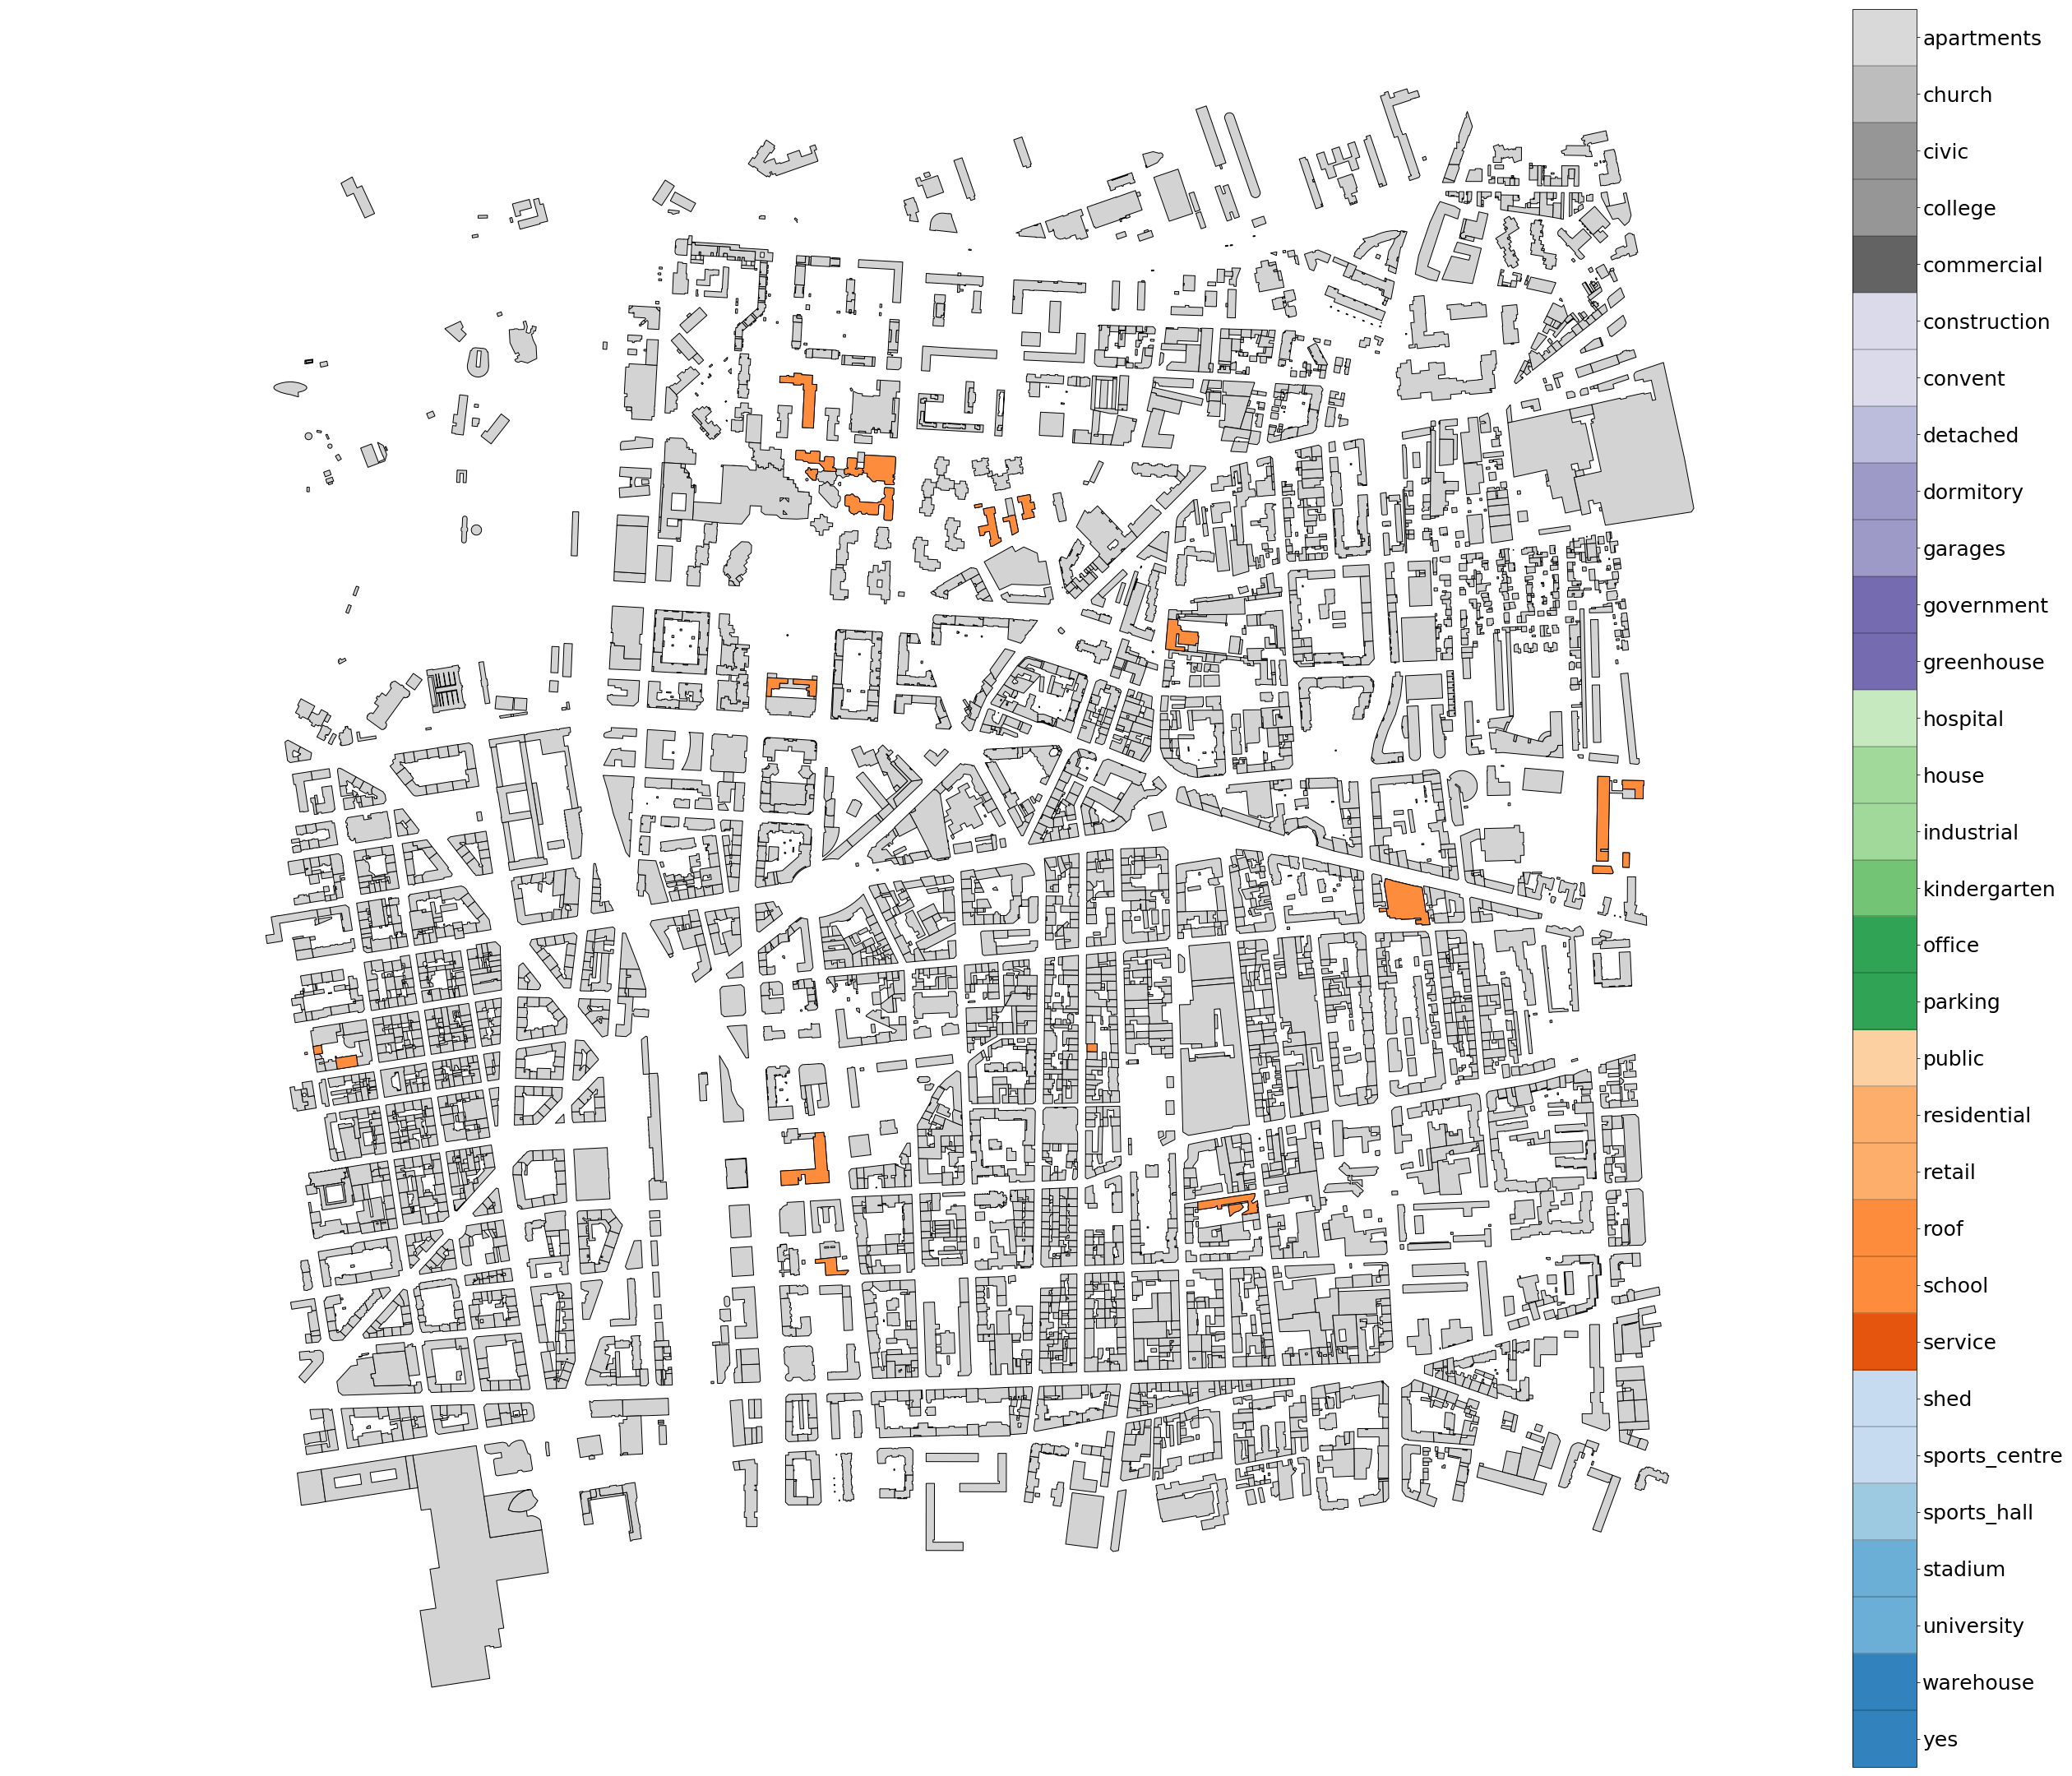 apartments
church
civic
college
commercial
construction
convent
detached
dormitory
garages
government
greenhouse
hospital
house
industrial
kindergarten
office
parking
public
residential
retail
roof
school
service
shed
sports_centre
sports_hall
stadium
university
warehouse
yes